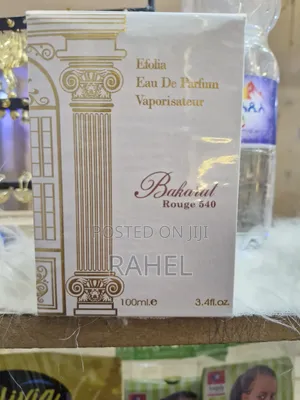 Efolia
Eau De Parfum
Vaporisateur
Bakarat
Rouge 540
POSTED ON JIJI
RAHEL
100ml.e
3.4fl.oz.